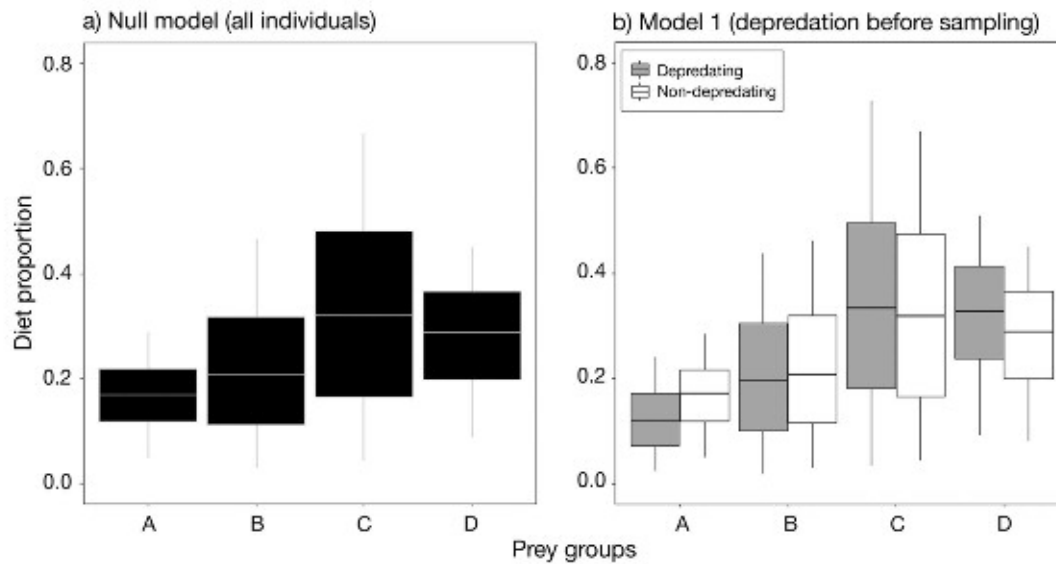 a) Null model (all individuals)
b) Model 1 (depredation before sampling)
Diet proportion
0.8
0.6
0.4
0.2
0.0
A B C D
0.8
0.6
0.4
0.2
0.0
Depredating
Non-depredating
A B C D
Prey groups